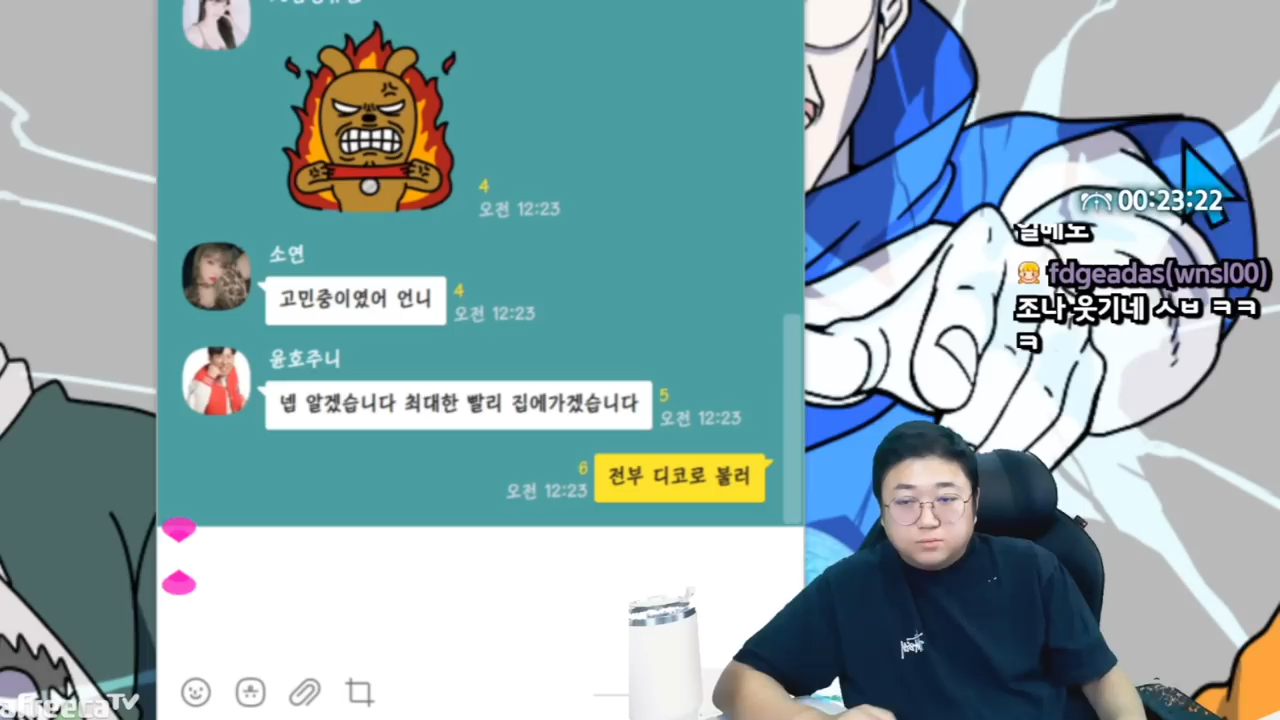 4
오전 12:23
소연
고민중이였어 언니
4
오전 12:23
윤호주니
넵 알겠습니다 최대한 빨리 집에가겠습니다
5
오전 12:23
6
오전 12:23
전부 디코로 불러
00:23:22
fdgeadas(wnsl00)
조나 웃기네 ㅅㅂ ㅋㅋ
ㅋ
afreecaTV